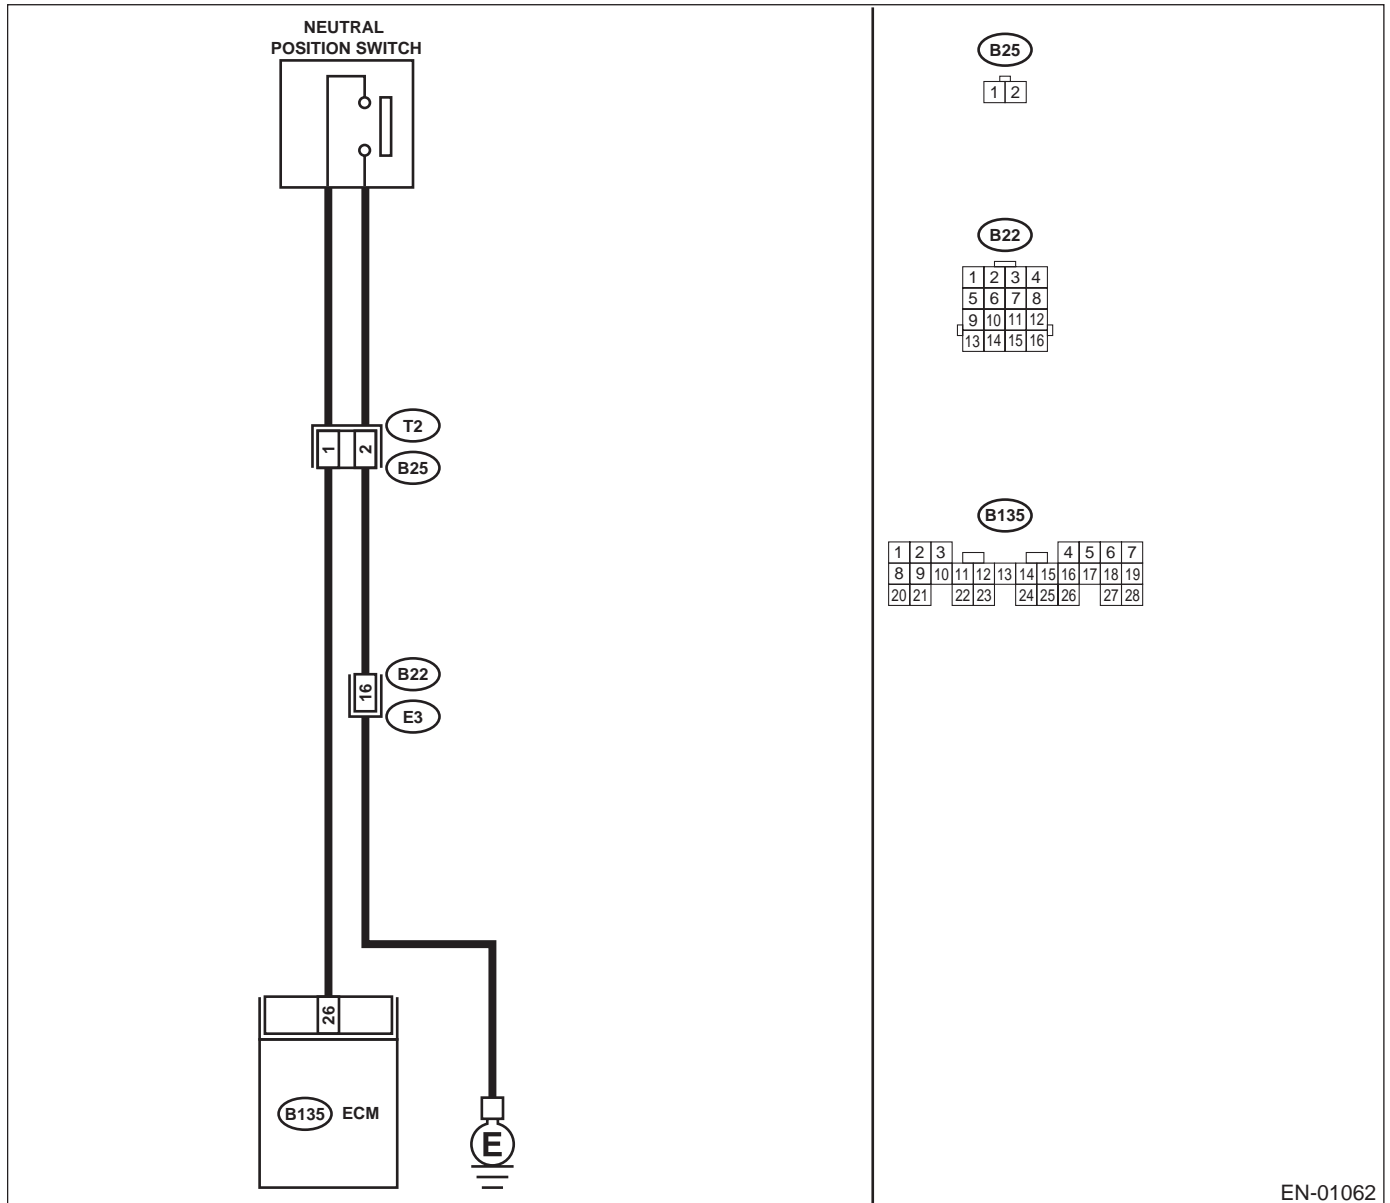 NEUTRAL
POSITION SWITCH
1 2
T2
B25
16
B22
E3
26
B135 ECM
E
B25
1 2
B22
1 2 3 4
5 6 7 8
9 10 11 12
13 14 15 16
B135
1 2 3 4 5 6 7
8 9 10 11 12 13 14 15 16 17 18 19
20 21 22 23 24 25 26 27 28
EN-01062